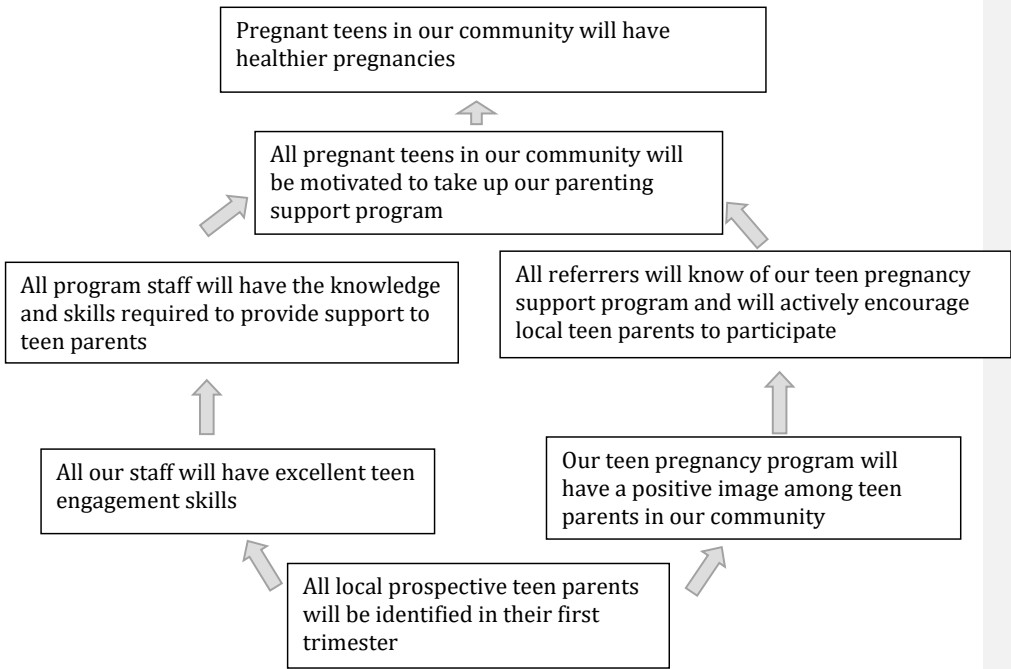 Pregnant teens in our community will have
healthier pregnancies
All pregnant teens in our community will
be motivated to take up our parenting
support program
All program staff will have the knowledge
and skills required to provide support to
teen parents
All referrers will know of our teen pregnancy
support program and will actively encourage
local teen parents to participate
All our staff will have excellent teen
engagement skills
Our teen pregnancy program will
have a positive image among teen
parents in our community
All local prospective teen parents
will be identified in their first
trimester